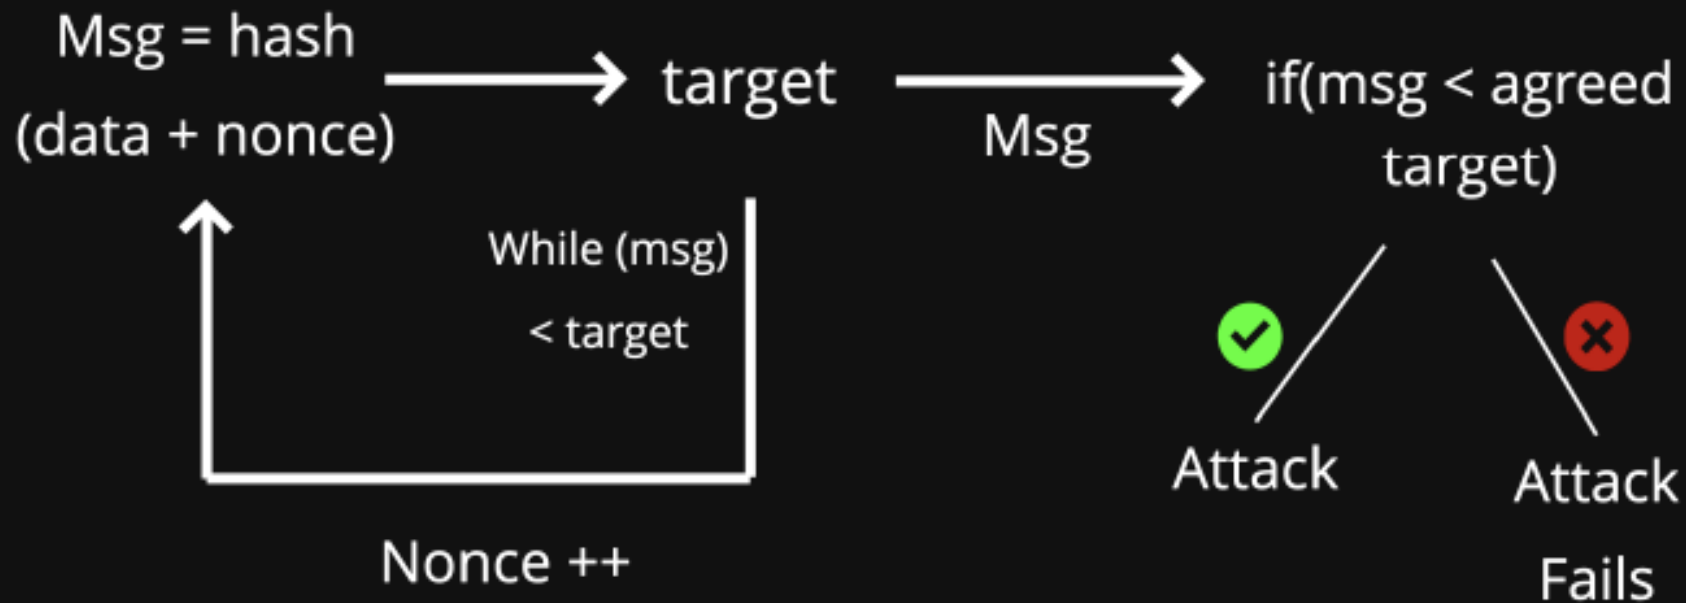 Msg = hash
(data + nonce)
target
Msg
if(msg < agreed
target)
While (msg)
< target
Nonce ++
Attack
Attack
Fails